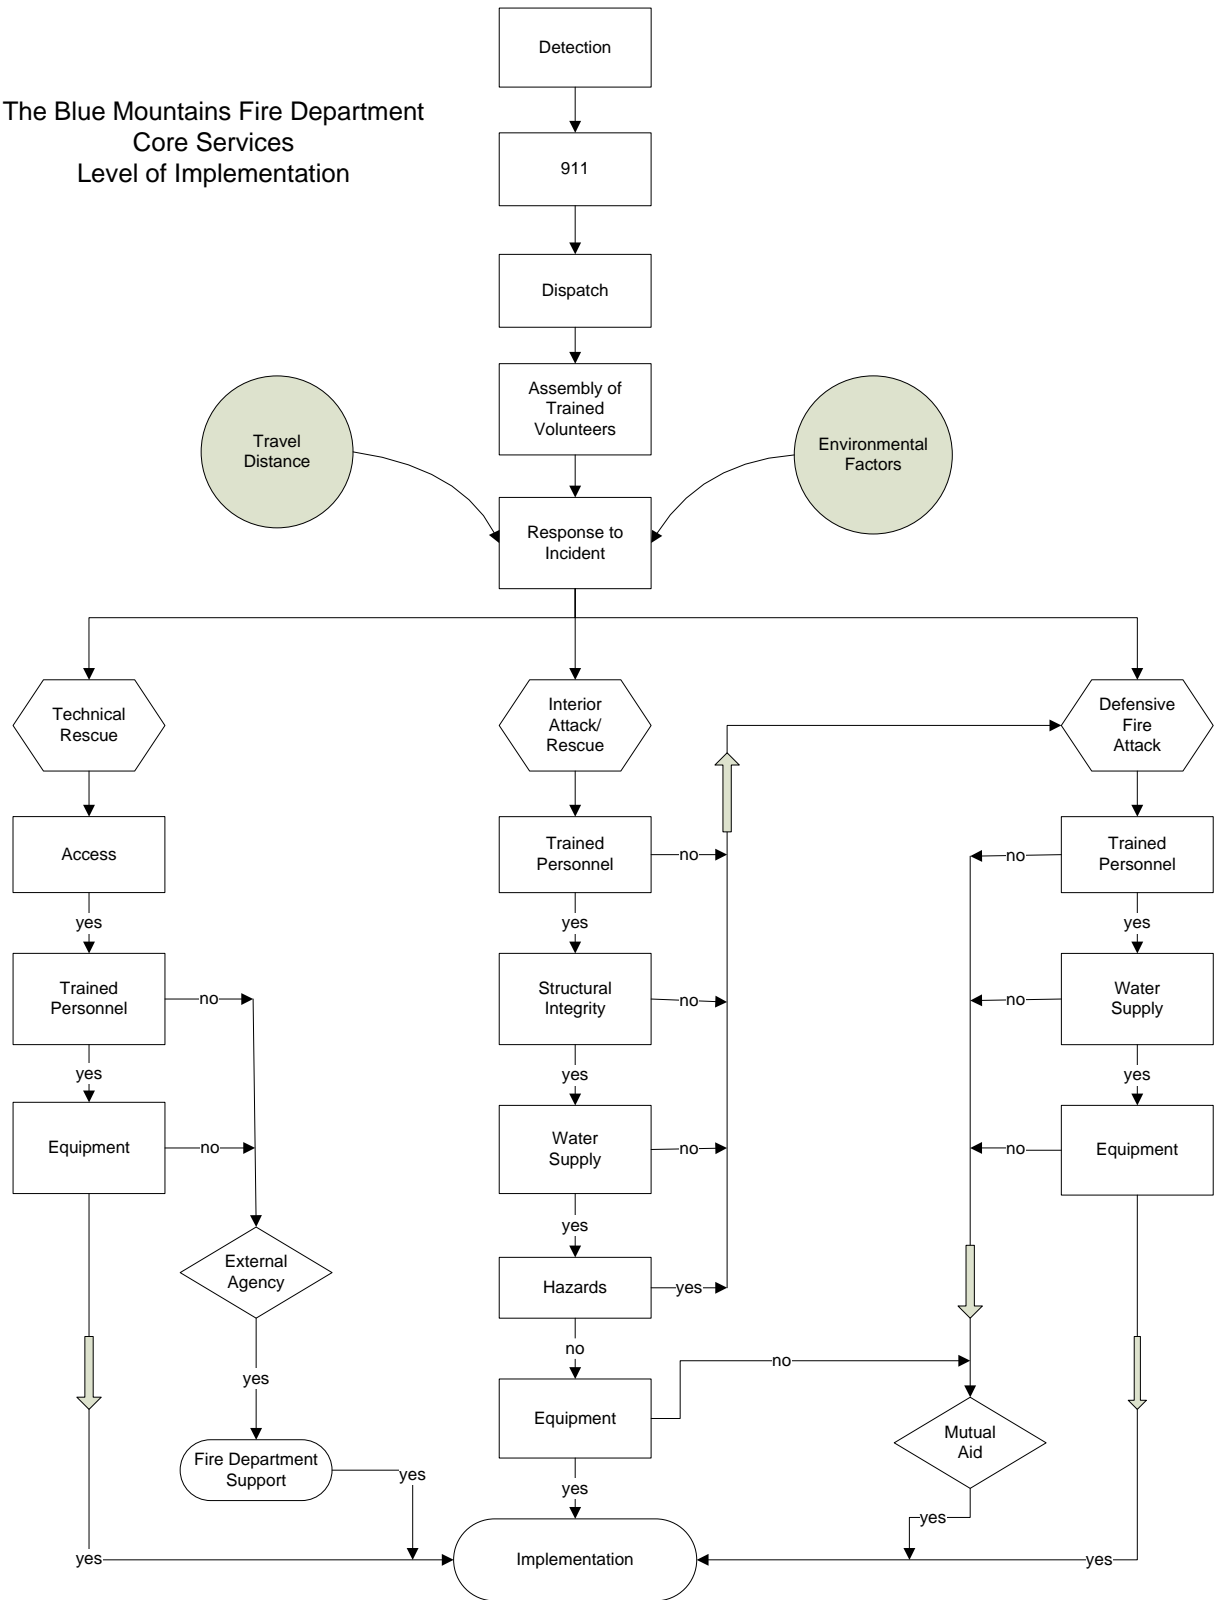 Detection
The Blue Mountains Fire Department
Core Services
Level of Implementation
911
Dispatch
Assembly of
Trained
Volunteers
Travel
Distance
Environmental
Factors
Response to
Incident
Technical
Rescue
Interior
Attack/
Rescue
Defensive
Fire
Attack
Access
Trained
Personnel
no
no
Trained
Personnel
yes
yes
yes
Trained
Personnel
no
Structural
Integrity
no
no
Water
Supply
yes
yes
yes
Equipment
no
Water
Supply
no
no
Equipment
yes
External
Agency
Hazards
yes
no
no
yes
Equipment
Mutual
Aid
Fire Department
Support
yes
yes
yes
yes
Implementation
yes